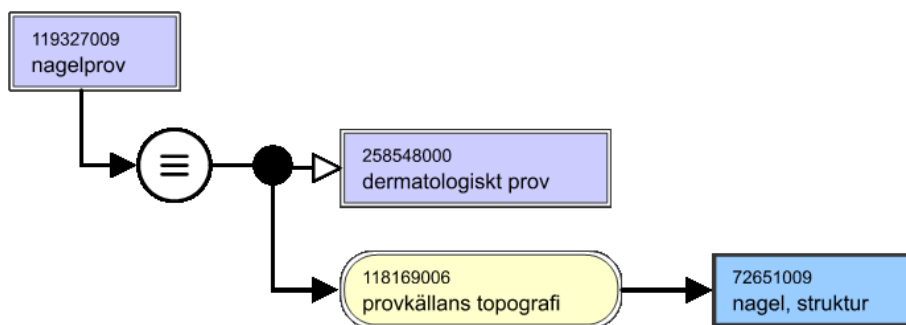 119327009
nagelprov
258548000
dermatologiskt prov
118169006
provkällans topografi
72651009
nagel, struktur